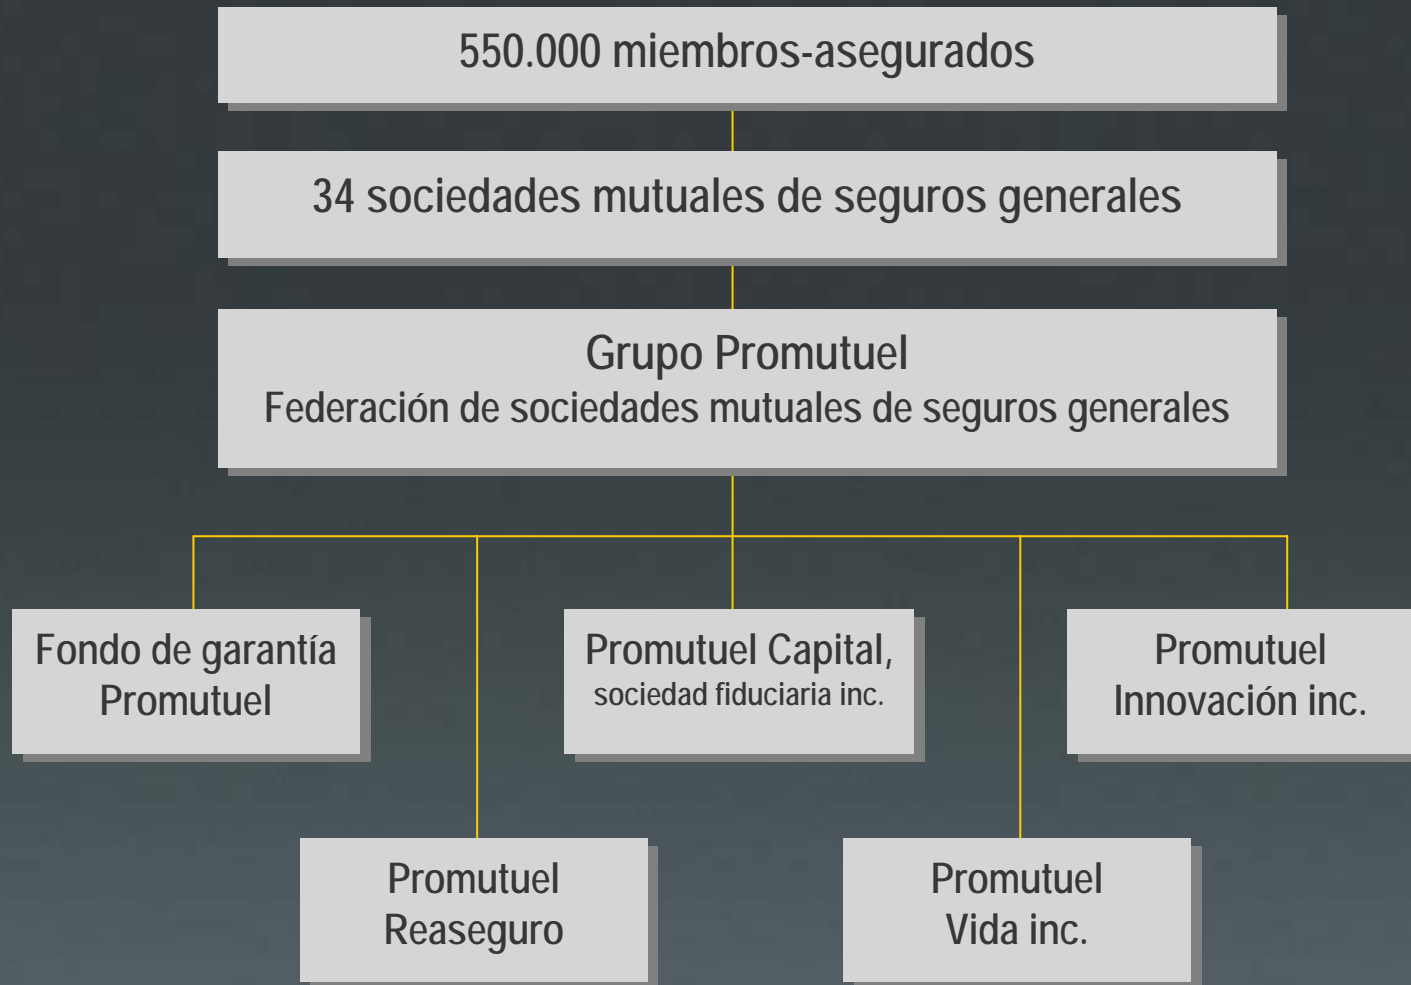 550.000 miembros-asegurados
34 sociedades mutuales de seguros generales
Grupo Promutuel
Federación de sociedades mutuales de seguros generales
Fondo de garantía
Promutuel
Promutuel Capital,
sociedad fiduciaria inc.
Promutuel
Innovación inc.
Promutuel
Reaseguro
Promutuel
Vida inc.